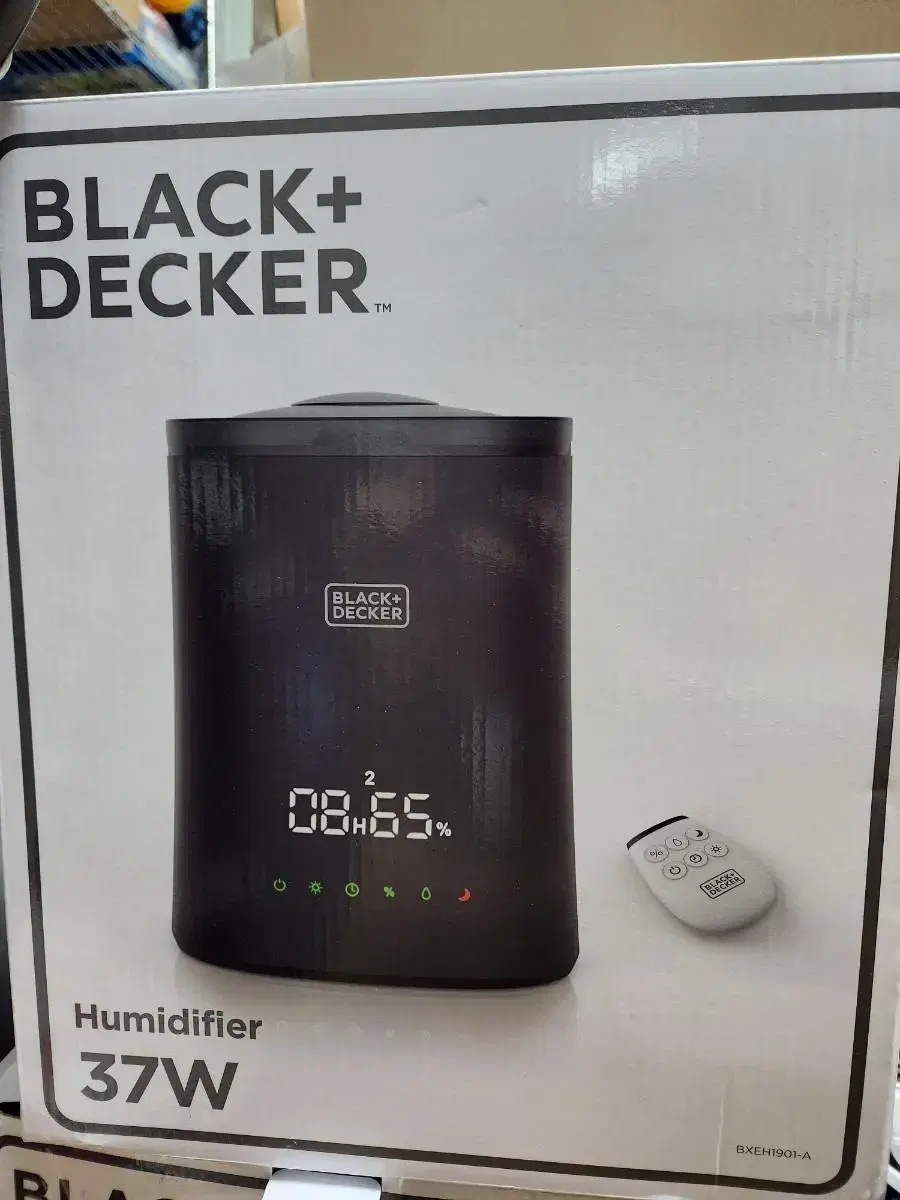 BLACK+
DECKER™
BLACK+
DECKER
2
08H65%
%
BLACK+
DECKER
Humidifier
37W
BXEH1901-A